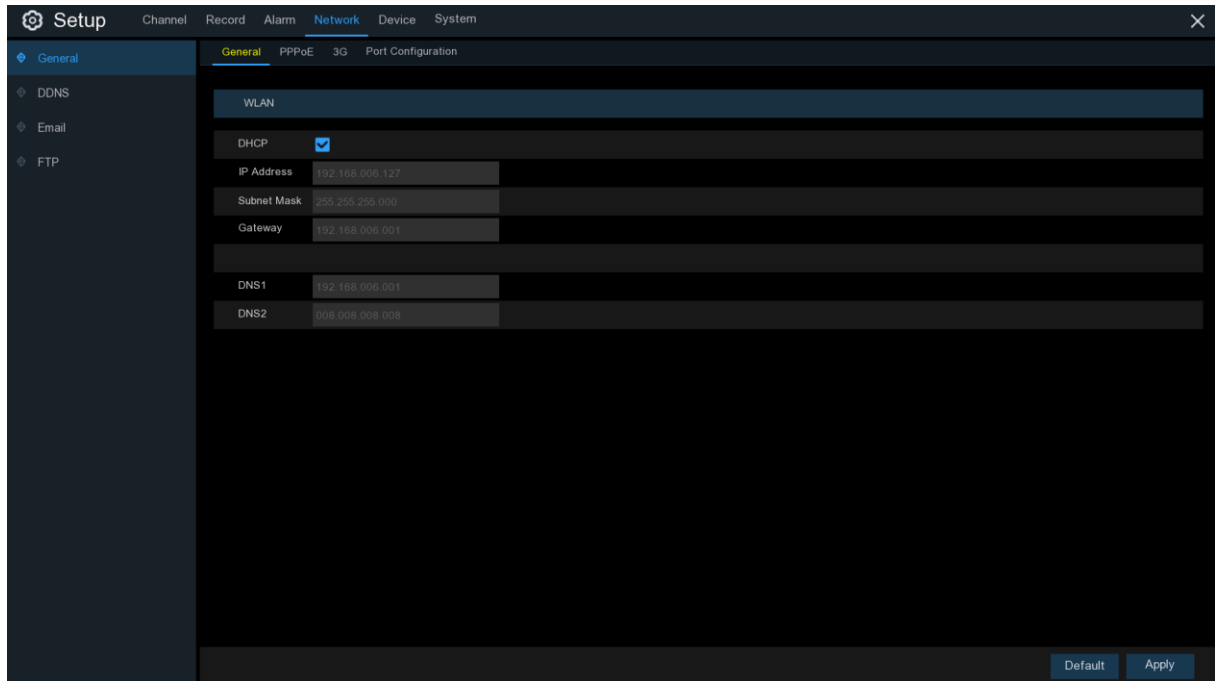 Setup Channel Record Alarm Network Device System
General PPPoE 3G Port Configuration
General
DDNS
Email
FTP
WLAN
DHCP
IP Address 192.168.006.127
Subnet Mask 255.255.255.000
Gateway 192.168.006.001
DNS1 192.168.006.001
DNS2 008.008.008.008
Default Apply